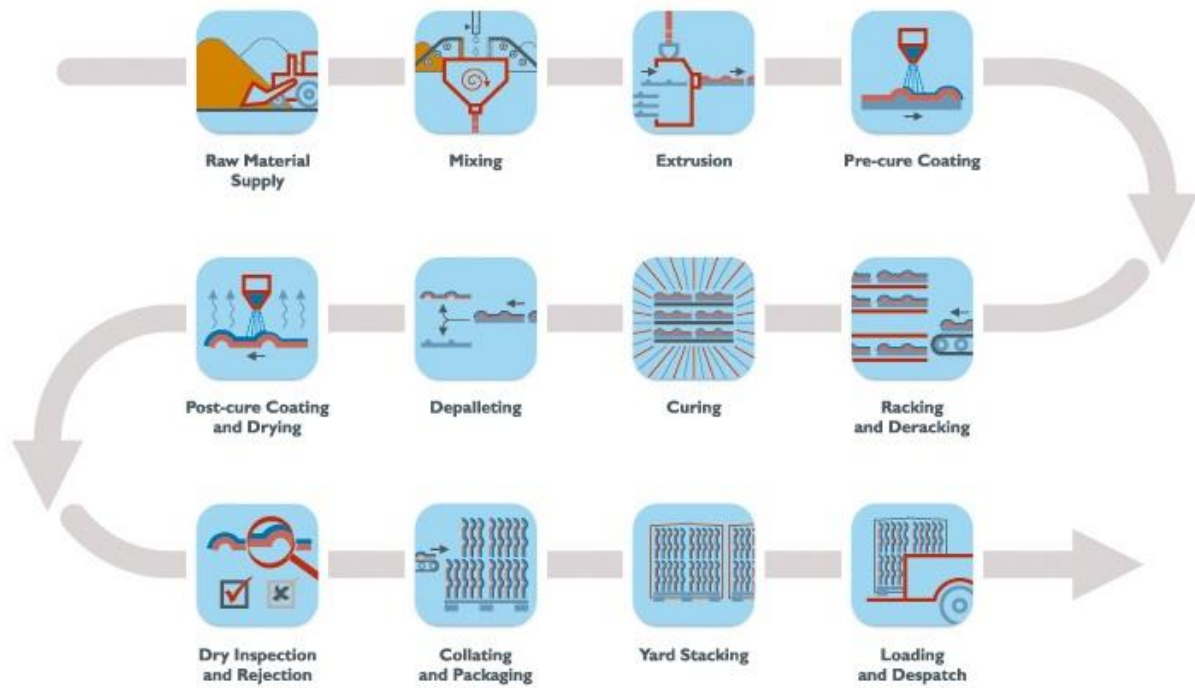 Raw Material
Supply
Mixing
Extrusion
Pre-cure Coating
Post-cure Coating
and Drying
Depalleting
Curing
Racking
and Deracking
Dry Inspection
and Rejection
Collating
and Packaging
Yard Stacking
Loading
and Despatch